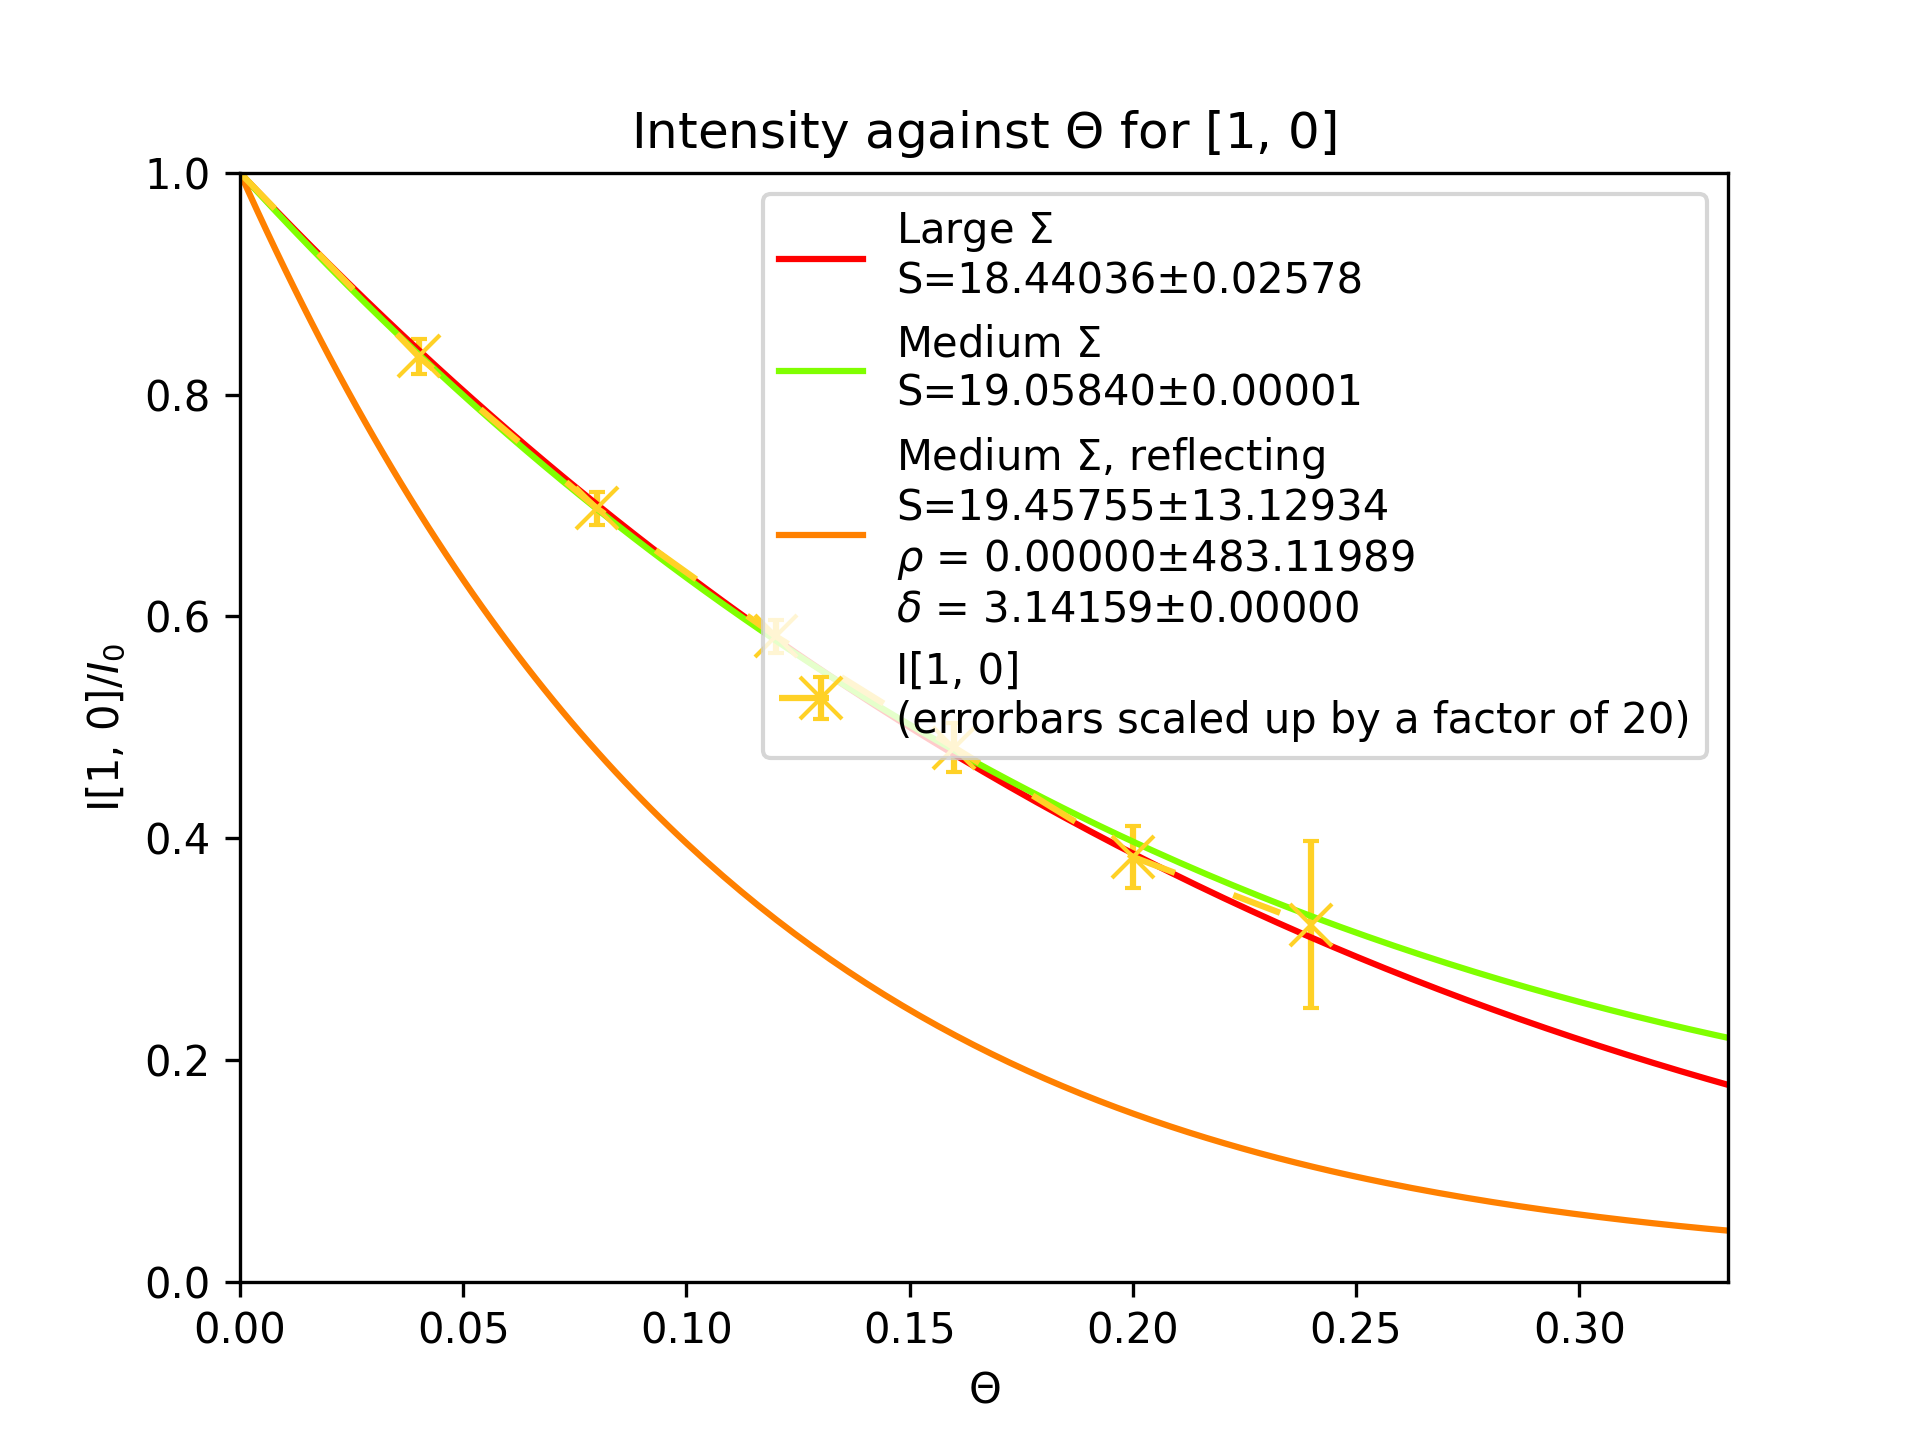 Intensity against Θ for [1, 0]
1.0
0.8
0.6
0.4
0.2
0.0
I[1, 0]/I₀
Large Σ
S=18.44036±0.02578
Medium Σ
S=19.05840±0.00001
Medium Σ, reflecting
S=19.45755±13.12934
ρ = 0.00000±483.11989
δ = 3.14159±0.00000
I[1, 0]
(errorbars scaled up by a factor of 20)
0.00 0.05 0.10 0.15 0.20 0.25 0.30
Θ